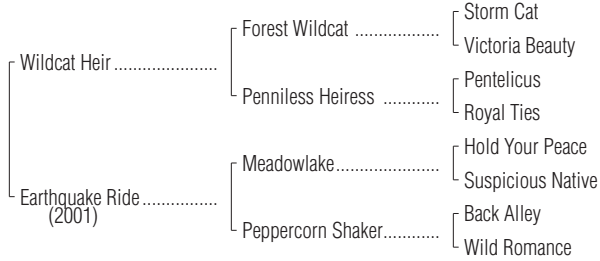 Storm Cat
Forest Wildcat ..................
Victoria Beauty
Wildcat Heir ......................
Pentelicus
Penniless Heiress ............
Royal Ties
Hold Your Peace
Meadowlake......................
Suspicious Native
Earthquake Ride ................
(2001)
Back Alley
Peppercorn Shaker............
Wild Romance